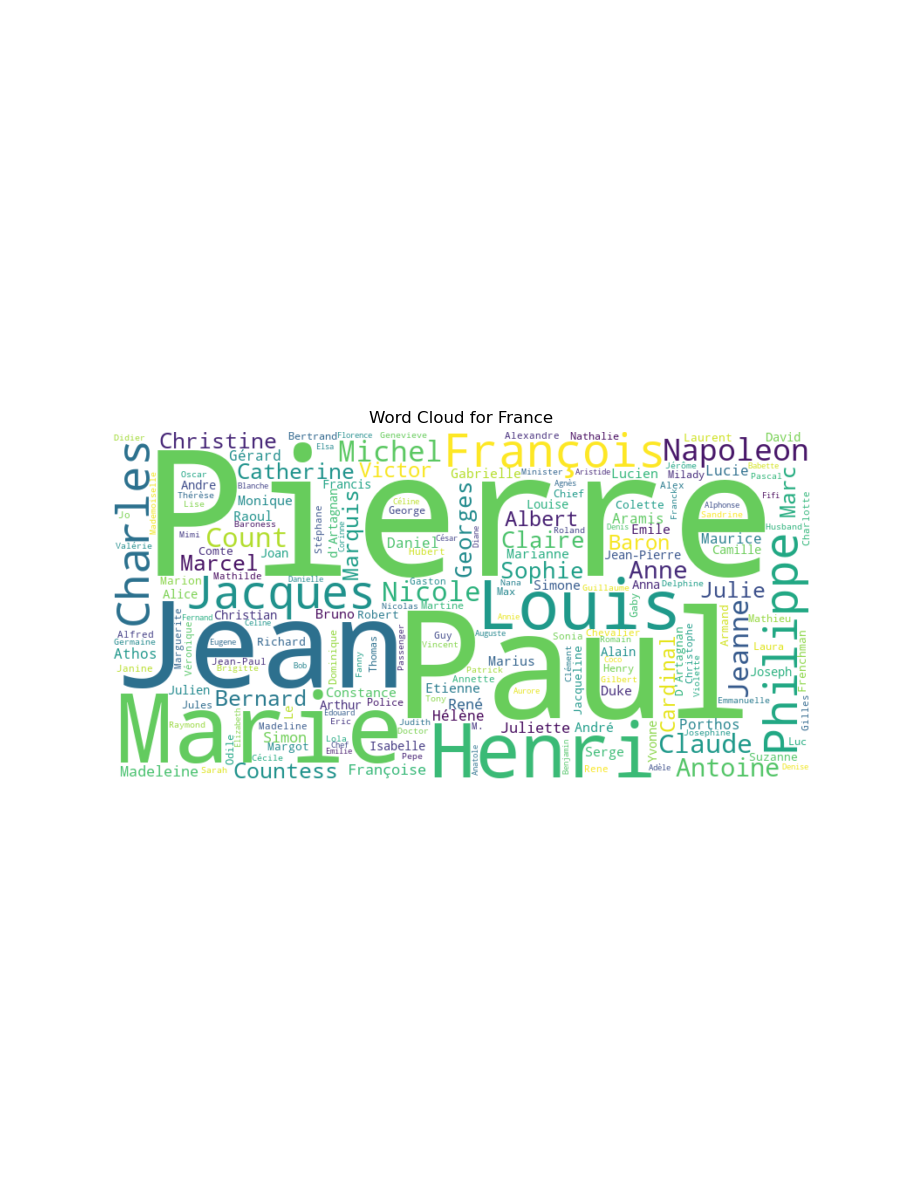 Word Cloud for France
Didier
Christine
Bertrand
Florence
Genevieve
Alexandre
Nathalie
Laurent
David
Elsa
Gérard
Michel
François
Napoleon
Charles
Pierre
Oscar
Andre
Thérèse
Lise
Mademoiselle
Catherine
Blanche
Victor
Francis
Gabrielle
Minister
Aristide
Lucien
Jérôme
Milady
Lucie
Babette
Pascal
Marc
Monique
Raoul
Baroness
Céline
George
Agnès
Chief
Louise
Alex
Franck
Colette
Alphonse
Fifi
Charlotte
Jo
Valérie
Mimi
Count
Stéphane
d'Artagnan
Corinne
Marquis
Daniel
César
Hubert
Georges
Diane
Albert
Roland
Claire
Marianne
Aramis
Denis
Émile
Baron
Sandrine
Maurice
Camille
Husband
Comte
Joan
Marcel
Mathilde
Danielle
Sophie
Jean-Pierre
Anne
Marion
Alice
Jacques
Gaston
Nicole
Nana
Max
Simone
Guillaume
Anna
Delphine
Julie
Philippe
Fernand
Christian
Celine
Bruno
Robert
Nicolas
Martine
Annie
Louis
Gaby
Armand
Mathieu
Alfred
Germaine
Athos
Janine
Marguerite
Véronique
Jean
Eugene
Richard
Jean-Paul
Brigitte
Bob
Dominique
Fanny
Thomas
Passenger
Guy
Vincent
Paul
Auguste
Sonia
Chevalier
Romain
Marius
Clément
Jacqueline
Alain
Coco
Henry
Gilbert
Duke
Cardinal
D'Artagnan
Christophe
Violette
Jeanne
Laura
Joseph
Frenchman
Emmanuelle
Gilles
Patrick
Annette
Etienne
Tony
Aurore
Julien
Jules
Bernard
Constance
Arthur
Police
Edouard
Eric
René
Hélène
M.
Marie
Raymond
Elizabeth
Madeline
Le
Simon
Margot
Lola
Chef
Emilie
Judith
Doctor
Isabelle
Pepe
Henri
Juliette
André
Serge
Yvonne
Porthos
Josephine
Claude
Luc
Suzanne
Denise
Madeleine
Sarah
Odile
Cécile
Countess
Françoise
Anatole
Benjamin
Rene
Adèle
Antoine